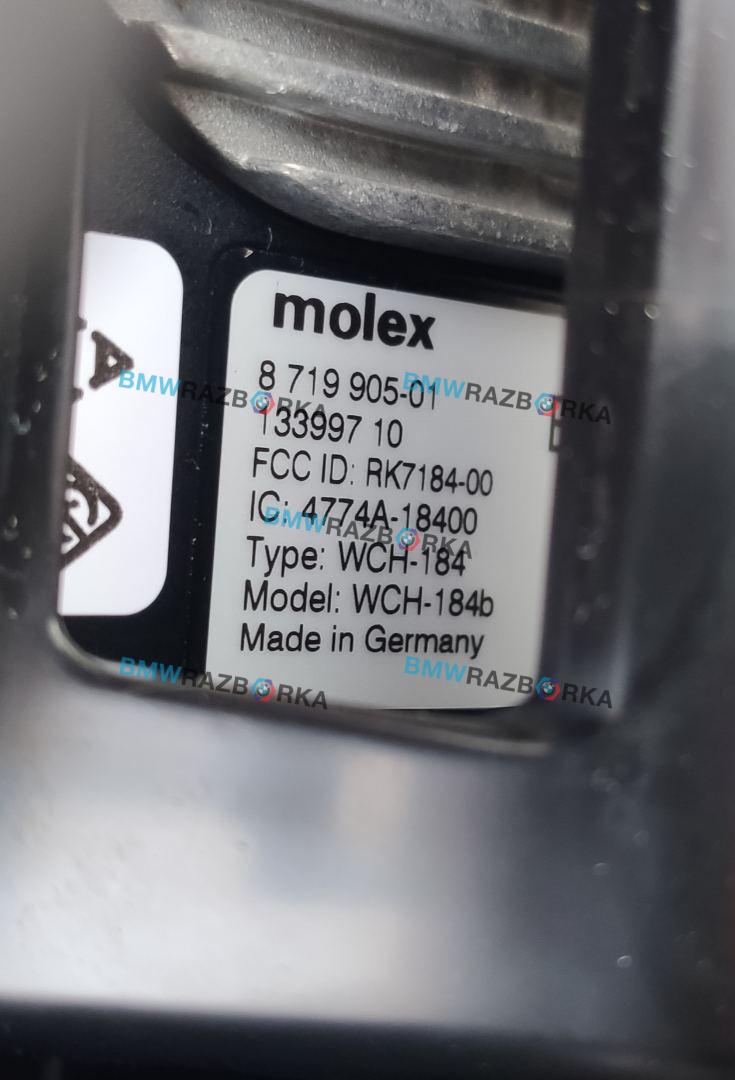 molex
8 719 905-01
133997 10
FCC ID: RK7184-00
IC: 4774A-18400
Type: WCH-184
Model: WCH-184b
Made in Germany
BMWRAZBORKA
BMWRAZBORKA
BMWRAZBORKA
BMWRAZBORKA
BMWRAZBORKA